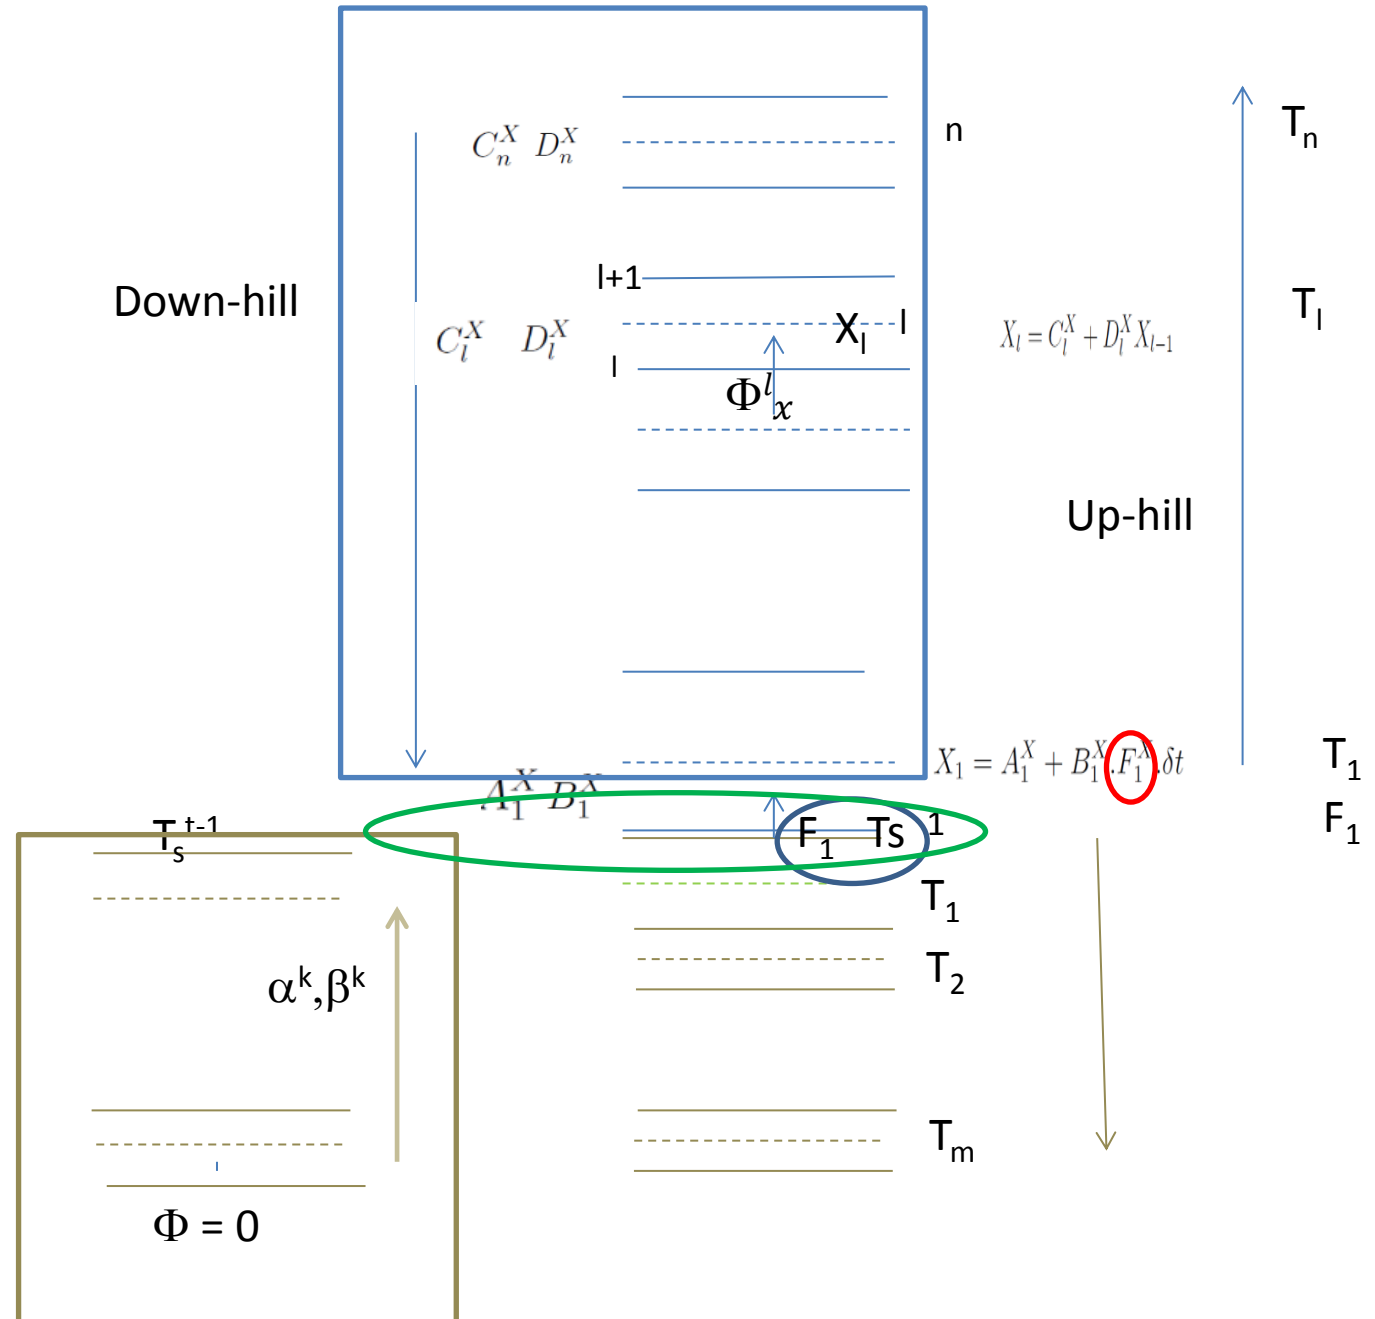 T_n
n
C_n^X D_n^X
l+1
Down-hill
T_l
X_l l
C_l^X D_l^X
X_l = C_l^X + D_l^X X_{l-1}
l
Φ^l_x
Up-hill
X_1 = A_1^X + B_1^X.F_1^X.δt
T_1
A_1^X B_1^X
F_1
T_s^{t-1}
F_1 Ts 1
T_1
T_2
α^k,β^k
T_m
Φ = 0